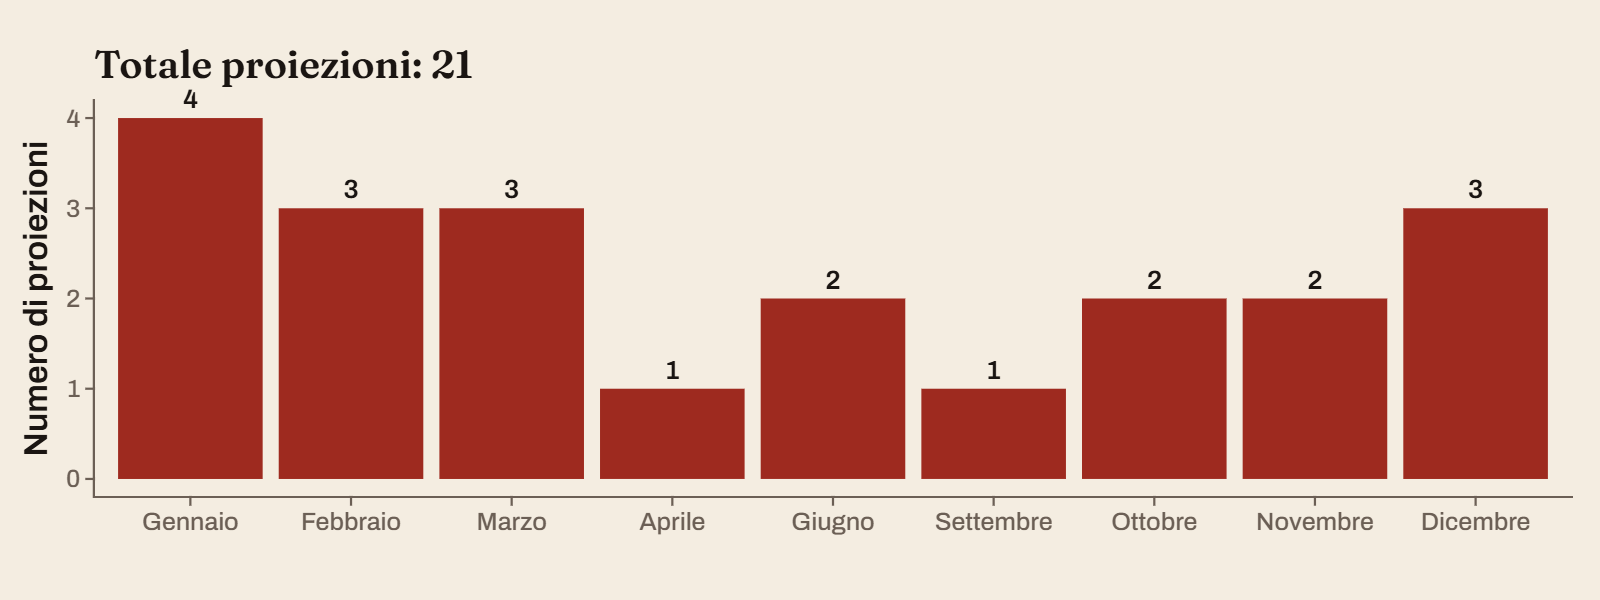 Totale proiezioni: 21
Numero di proiezioni
4
3
2
1
0
4
3
3
1
2
1
2
2
3
Gennaio
Febbraio
Marzo
Aprile
Giugno
Settembre
Ottobre
Novembre
Dicembre